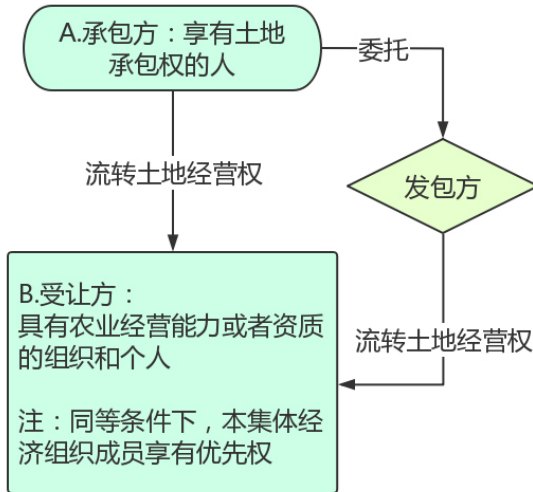 A.承包方：享有土地
承包权的人
委托
流转土地经营权
发包方
B.受让方：
具有农业经营能力或者资质
的组织和个人
流转土地经营权
注：同等条件下，本集体经
济组织成员享有优先权